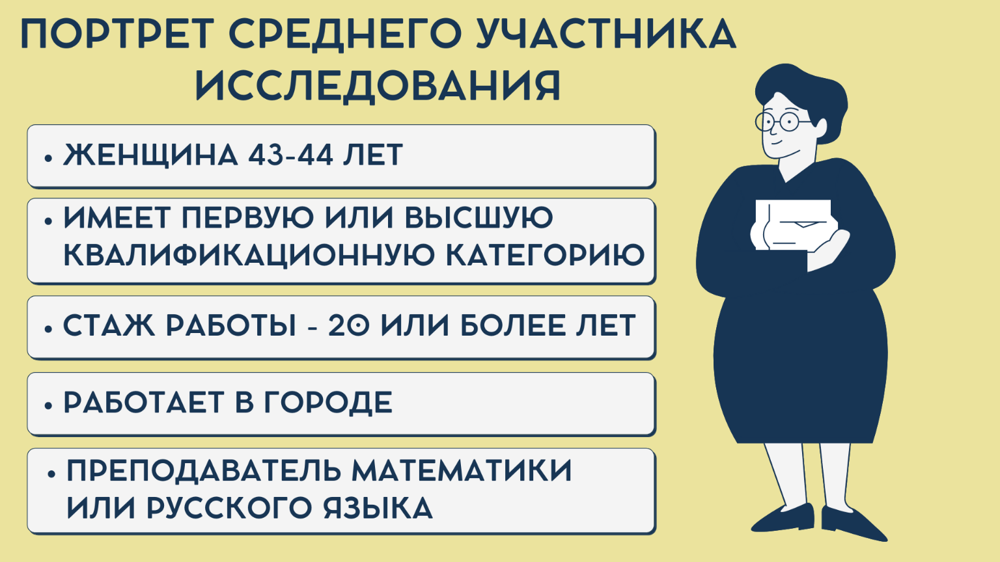 ПОРТРЕТ СРЕДНЕГО УЧАСТНИКА
ИССЛЕДОВАНИЯ
• ЖЕНЩИНА 43-44 ЛЕТ
• ИМЕЕТ ПЕРВУЮ ИЛИ ВЫСШУЮ
КВАЛИФИКАЦИОННУЮ КАТЕГОРИЮ
• СТАЖ РАБОТЫ - 20 ИЛИ БОЛЕЕ ЛЕТ
• РАБОТАЕТ В ГОРОДЕ
• ПРЕПОДАВАТЕЛЬ МАТЕМАТИКИ
ИЛИ РУССКОГО ЯЗЫКА